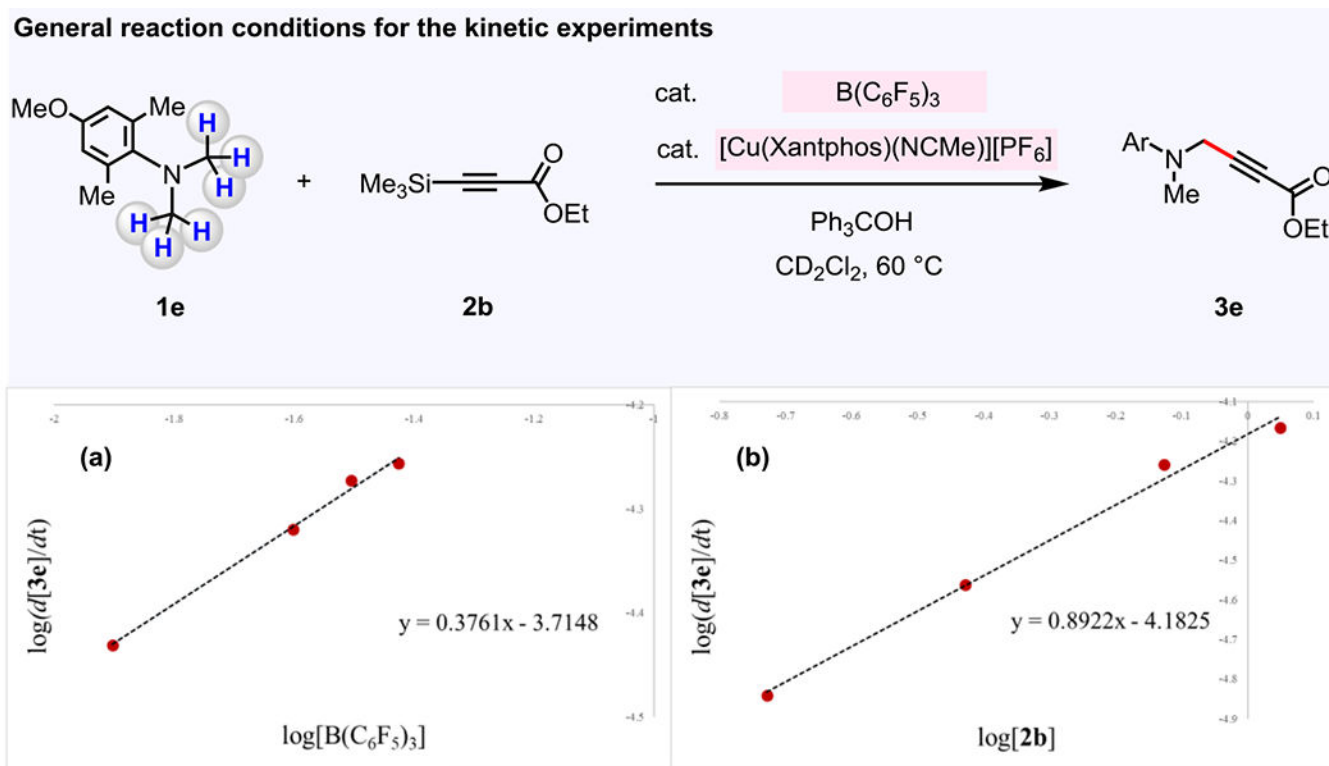 General reaction conditions for the kinetic experiments
MeO
Me
Me
N
H
H
H
H
H
H
1e
+
Me₃Si
O
OEt
2b
cat. B(C₆F₅)₃
cat. [Cu(Xantphos)(NCMe)][PF₆]
Ph₃COH
CD₂Cl₂, 60 °C
Ar
N
Me
O
OEt
3e
(a)
-2 -1.8 -1.6 -1.4 -1.2 -1
-4.2
-4.3
-4.4
-4.5
log(d[3e]/dt)
y = 0.3761x - 3.7148
log[B(C₆F₅)₃]
(b)
-0.8 -0.7 -0.6 -0.5 -0.4 -0.3 -0.2 -0.1 0 0.1
-4.1
-4.2
-4.3
-4.4
-4.5
-4.6
-4.7
-4.8
-4.9
log(d[3e]/dt)
y = 0.8922x - 4.1825
log[2b]